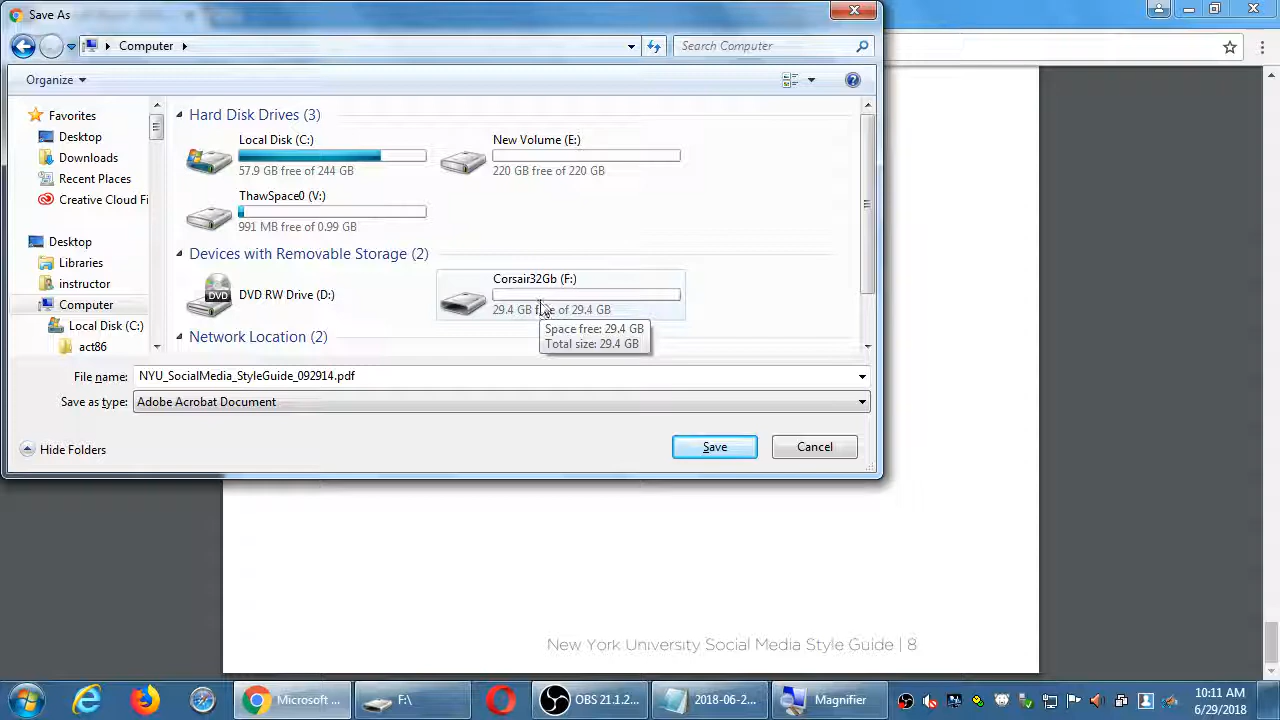 Save As
Computer
Search Computer
Organize
Favorites
Desktop
Downloads
Recent Places
Creative Cloud Fi
Desktop
Libraries
instructor
Computer
Local Disk (C:)
act86
Hard Disk Drives (3)
Local Disk (C:)
57.9 GB free of 244 GB
New Volume (E:)
220 GB free of 220 GB
ThawSpace0 (V:)
991 MB free of 0.99 GB
Devices with Removable Storage (2)
DVD
DVD RW Drive (D:)
Corsair32Gb (F:)
29.4 GB free of 29.4 GB
Space free: 29.4 GB
Total size: 29.4 GB
Network Location (2)
File name: NYU_SocialMedia_StyleGuide_092914.pdf
Save as type: Adobe Acrobat Document
Hide Folders
Save
Cancel
New York University Social Media Style Guide | 8
Microsoft ...
F:\
OBS 21.1.2...
2018-06-2...
Magnifier
10:11 AM
6/29/2018